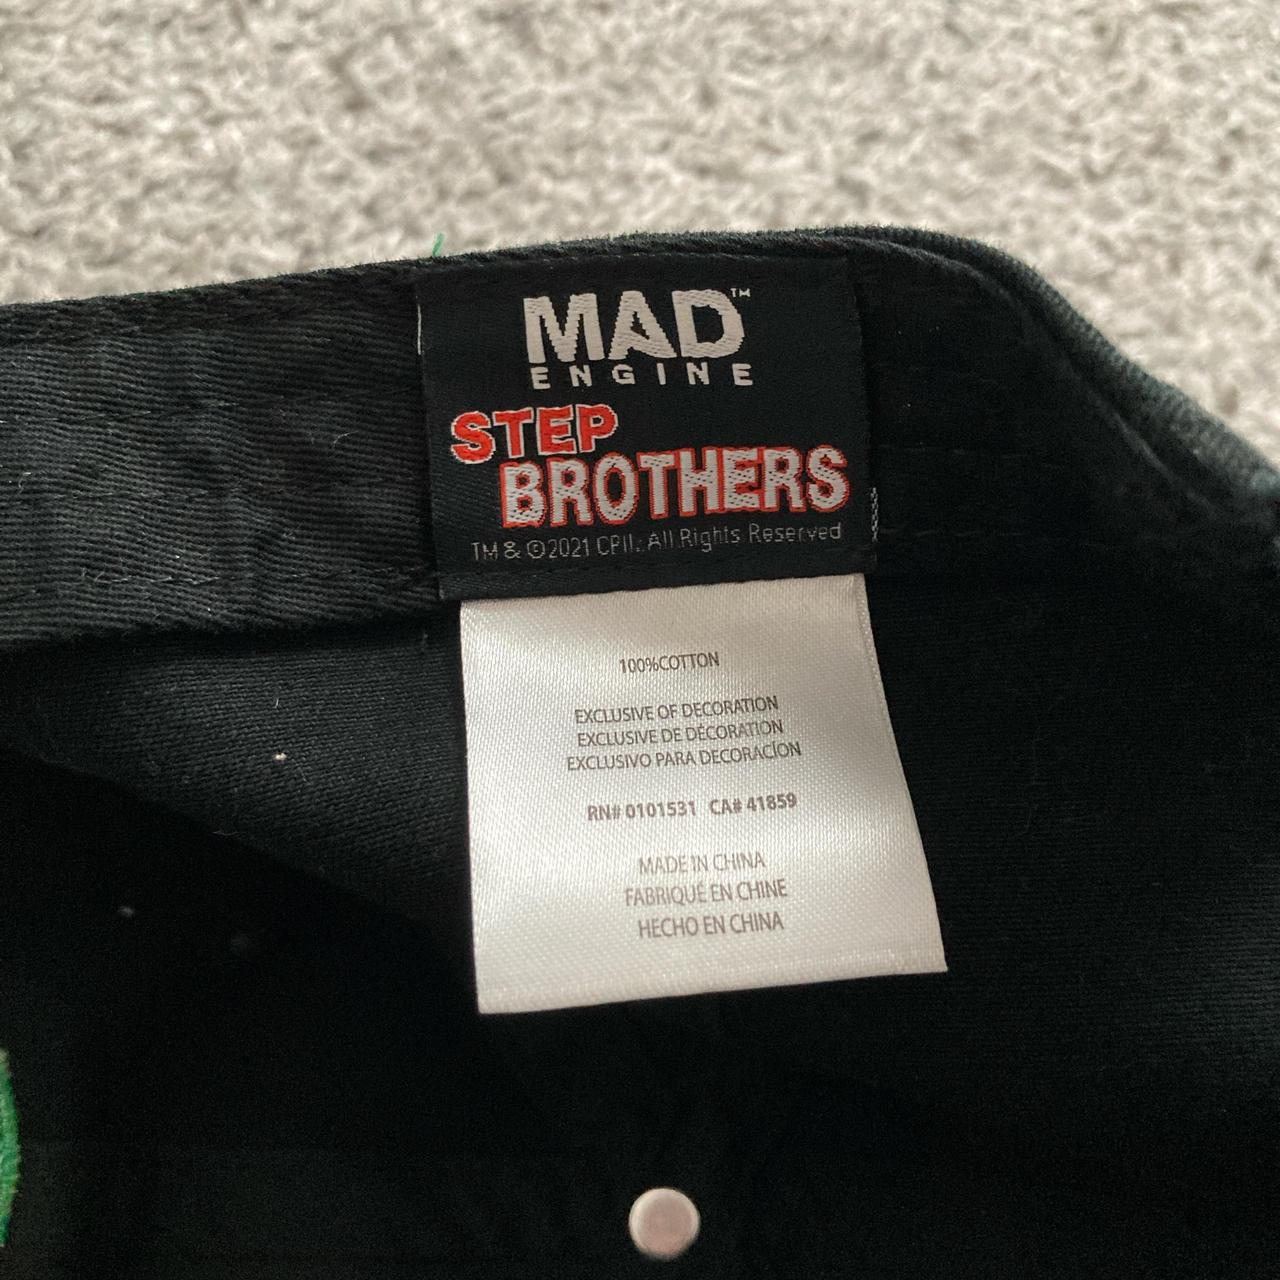 MAD™
ENGINE
STEP
BROTHERS
TM & ©2021 CPII. All Rights Reserved
100%COTTON
EXCLUSIVE OF DECORATION
EXCLUSIVE DE DÉCORATION
EXCLUSIVO PARA DECORACÍON
RN# 0101531 CA# 41859
MADE IN CHINA
FABRIQUÉ EN CHINE
HECHO EN CHINA